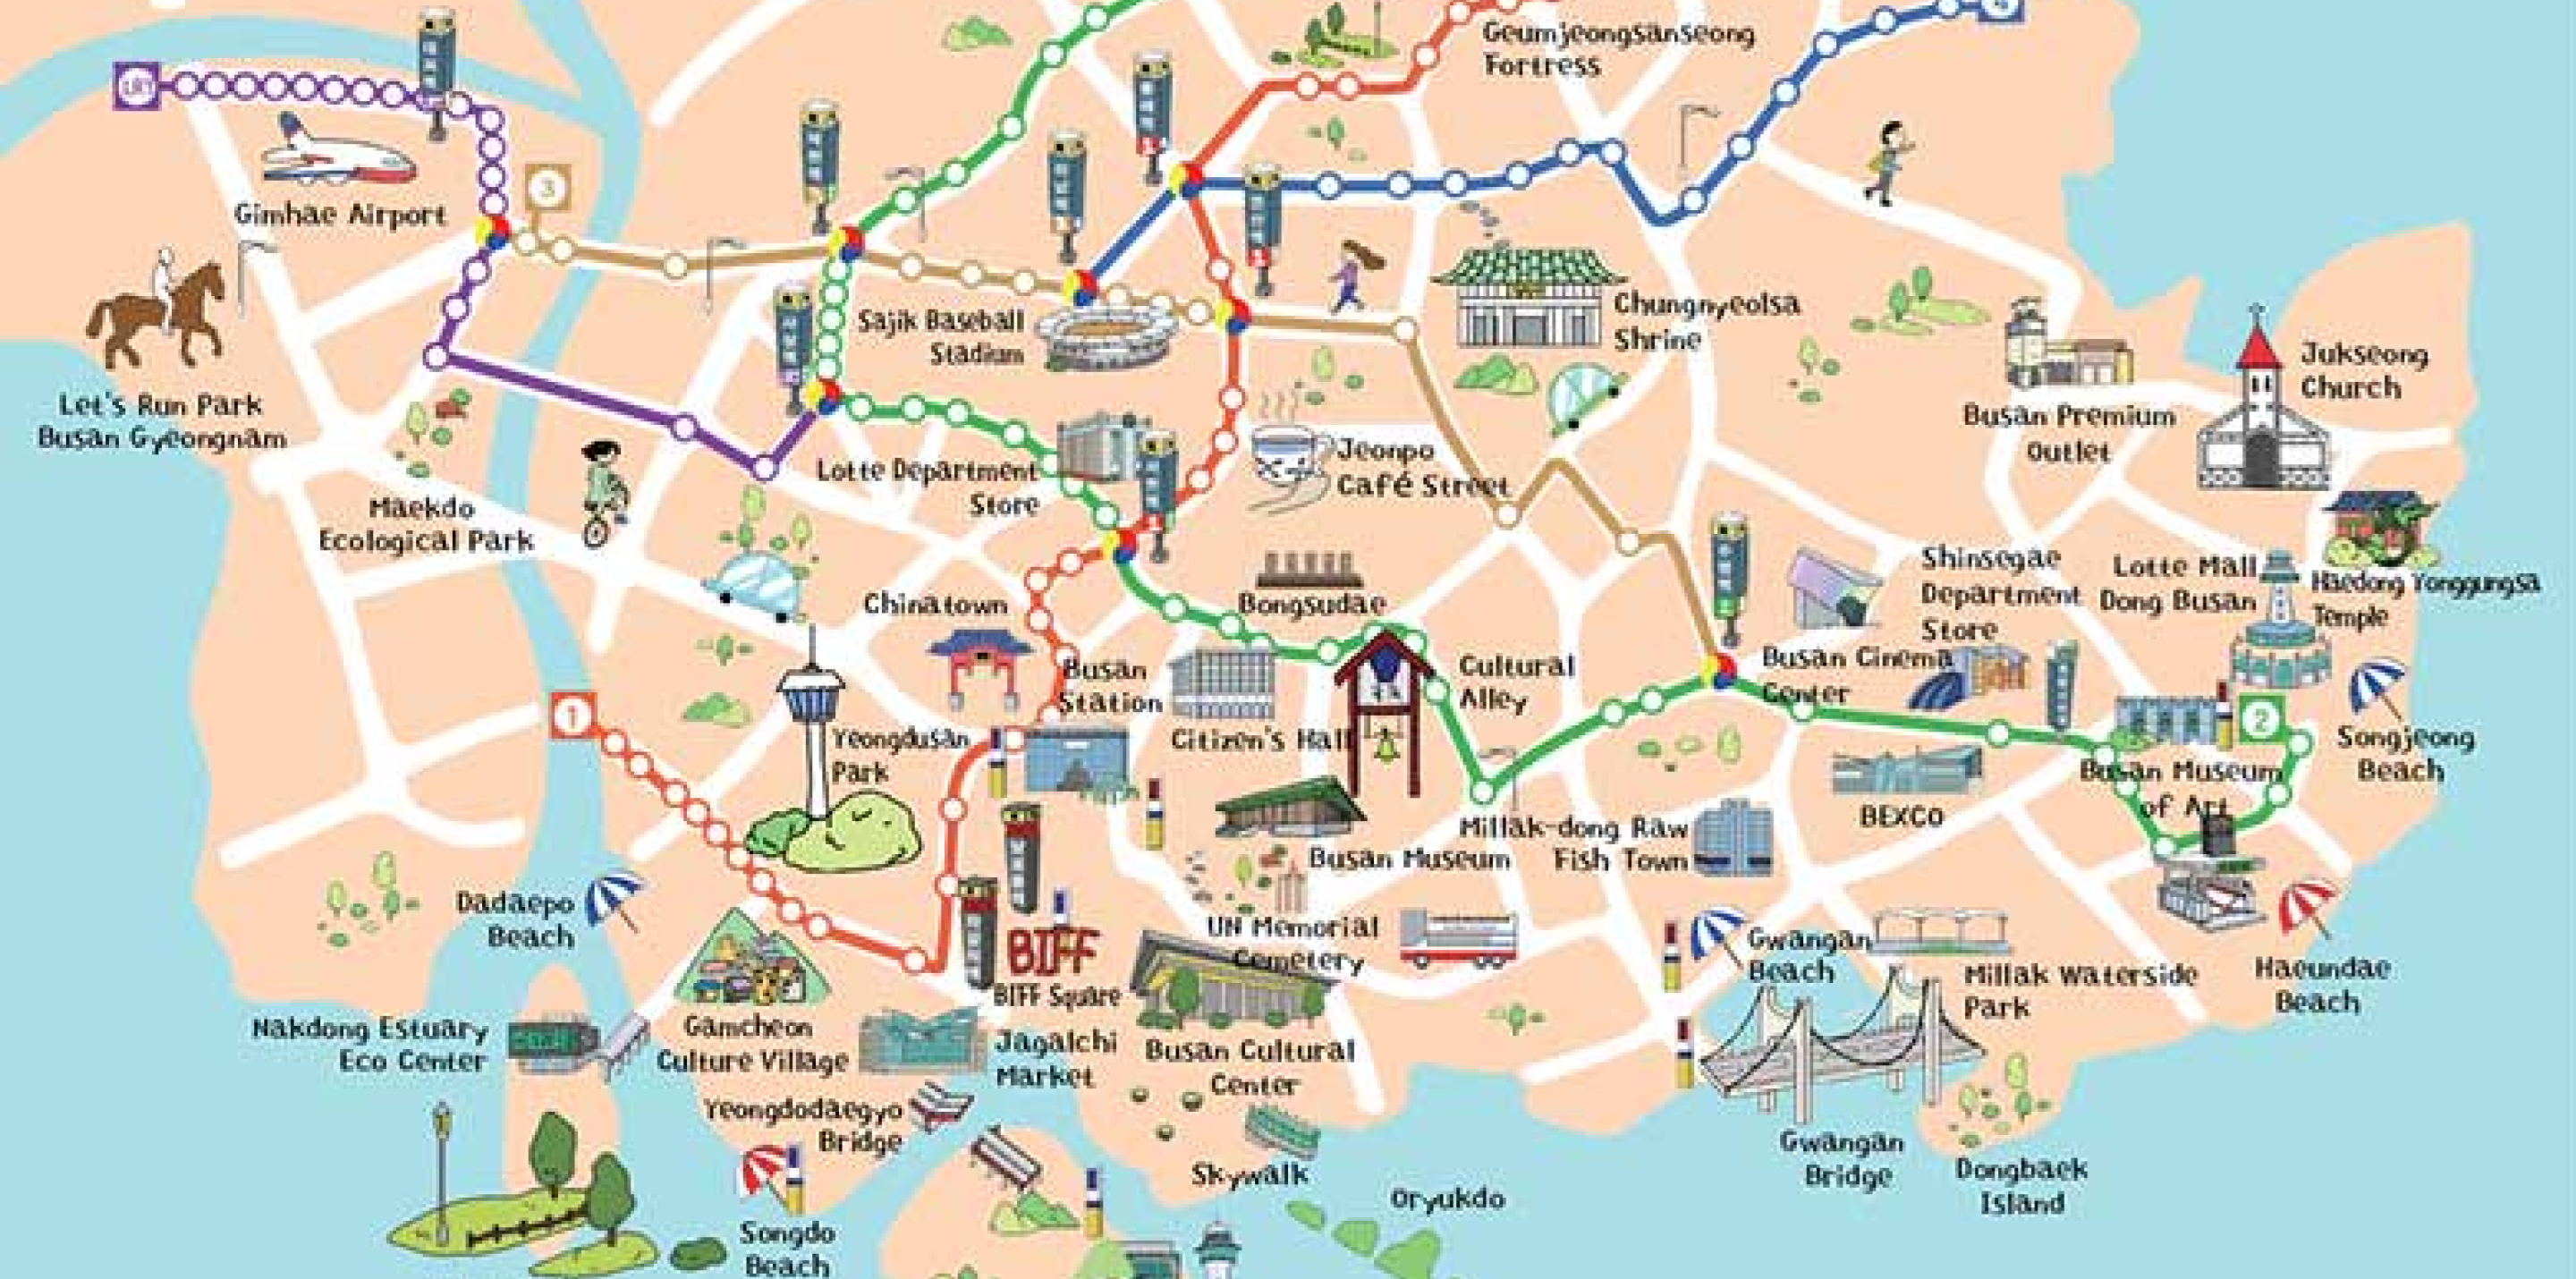 Geumjeongsanseong
Fortress
LRT
4
3
Gimhae Airport
Let's Run Park
Busan Gyeongnam
Maekdo
Ecological Park
Sajik Baseball
Stadium
Chungnyeolsa
Shrine
Jukseong
Church
Busan Premium
Outlet
Lotte Department
Store
Jeonpo
Café Street
Chinatown
Bongsudae
Shinsegae
Department
Store
Lotte Mall
Dong Busan
Haedong Yonggungsa
Temple
Busan
Station
Cultural
Alley
Busan Cinema
Center
1
Yeongdusan
Park
Citizen's Hall
2
Songjeong
Beach
Busan Museum
of Art
BEXCO
Millak-dong Raw
Fish Town
Busan Museum
Dadaepo
Beach
BIFF
BIFF Square
UN Memorial
Cemetery
Gwangan
Beach
Millak Waterside
Park
Haeundae
Beach
Nakdong Estuary
Eco Center
Gamcheon
Culture Village
Jagalchi
Market
Busan Cultural
Center
Yeongdodaegyo
Bridge
Skywalk
Gwangan
Bridge
Dongbaek
Island
Oryukdo
Songdo
Beach